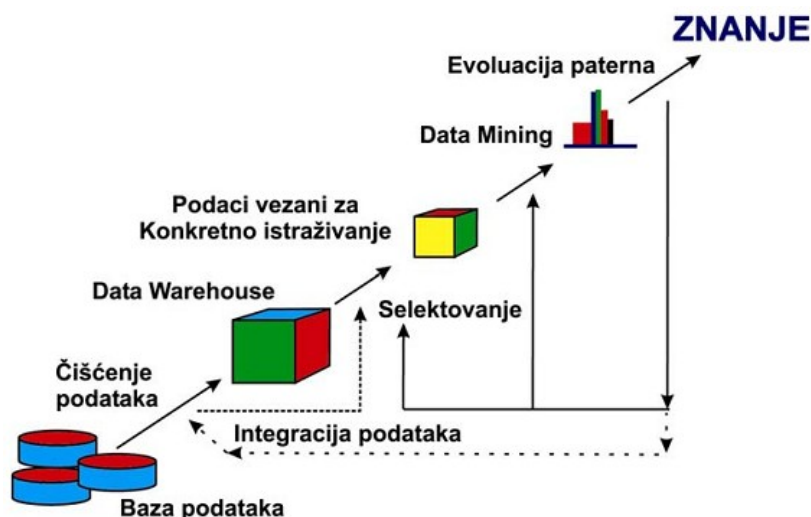 ZNANJE
Evoluacija paterna
Data Mining
Podaci vezani za
Konkretno istraživanje
Data Warehouse
Selektovanje
Čišćenje
podataka
Integracija podataka
Baza podataka